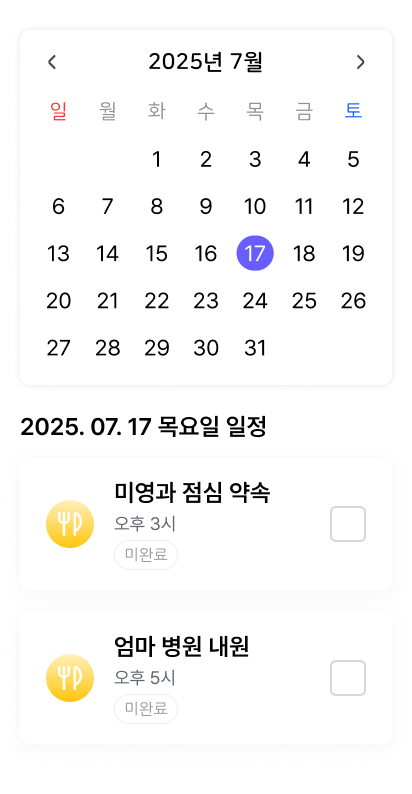 2025년 7월
일 월 화 수 목 금 토
1 2 3 4 5
6 7 8 9 10 11 12
13 14 15 16 17 18 19
20 21 22 23 24 25 26
27 28 29 30 31
2025. 07. 17 목요일 일정
미영과 점심 약속
오후 3시
미완료
엄마 병원 내원
오후 5시
미완료